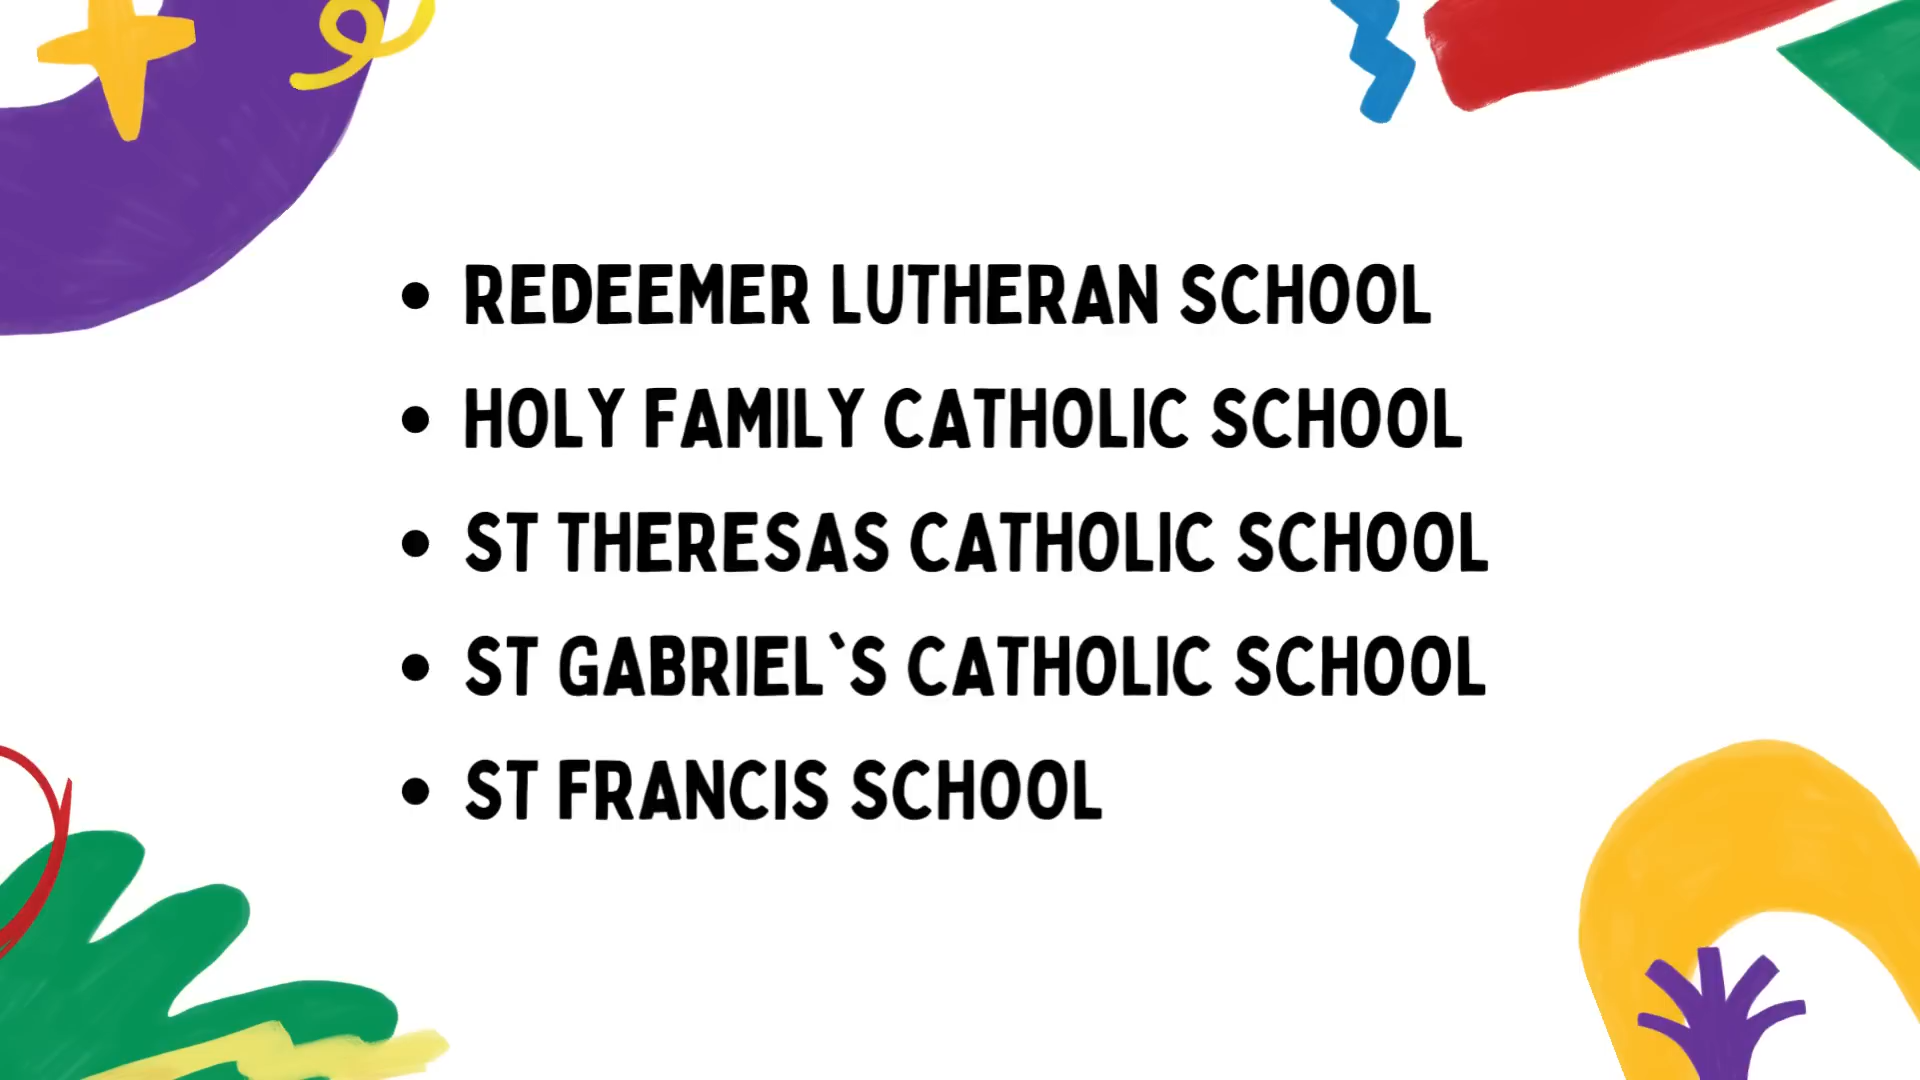 • REDEEMER LUTHERAN SCHOOL
• HOLY FAMILY CATHOLIC SCHOOL
• ST THERESAS CATHOLIC SCHOOL
• ST GABRIEL`S CATHOLIC SCHOOL
• ST FRANCIS SCHOOL